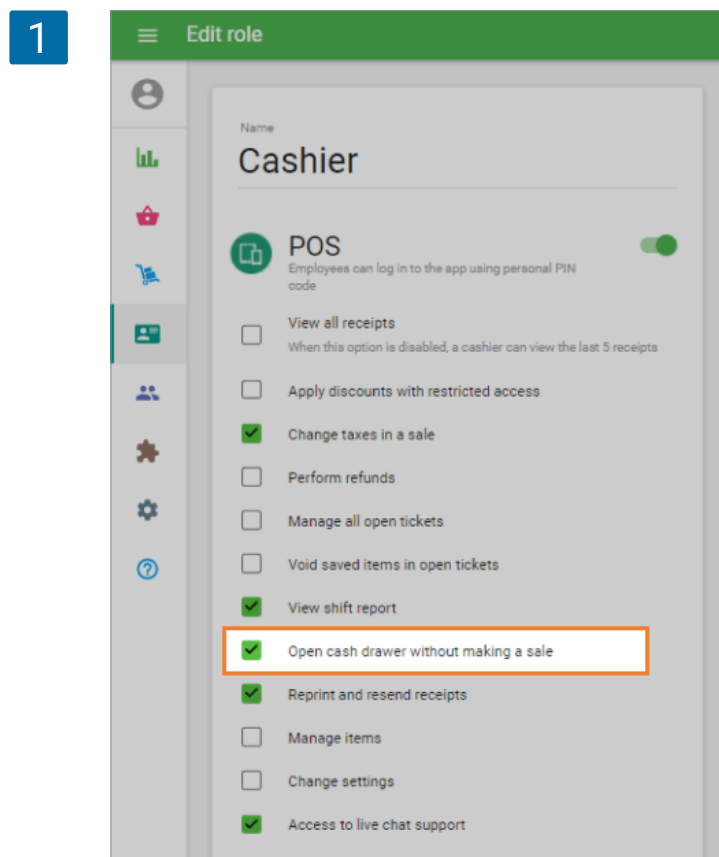 1
Edit role
Name
Cashier
POS
Employees can log in to the app using personal PIN
code
View all receipts
When this option is disabled, a cashier can view the last 5 receipts
Apply discounts with restricted access
Change taxes in a sale
Perform refunds
Manage all open tickets
Void saved items in open tickets
View shift report
Open cash drawer without making a sale
Reprint and resend receipts
Manage items
Change settings
Access to live chat support